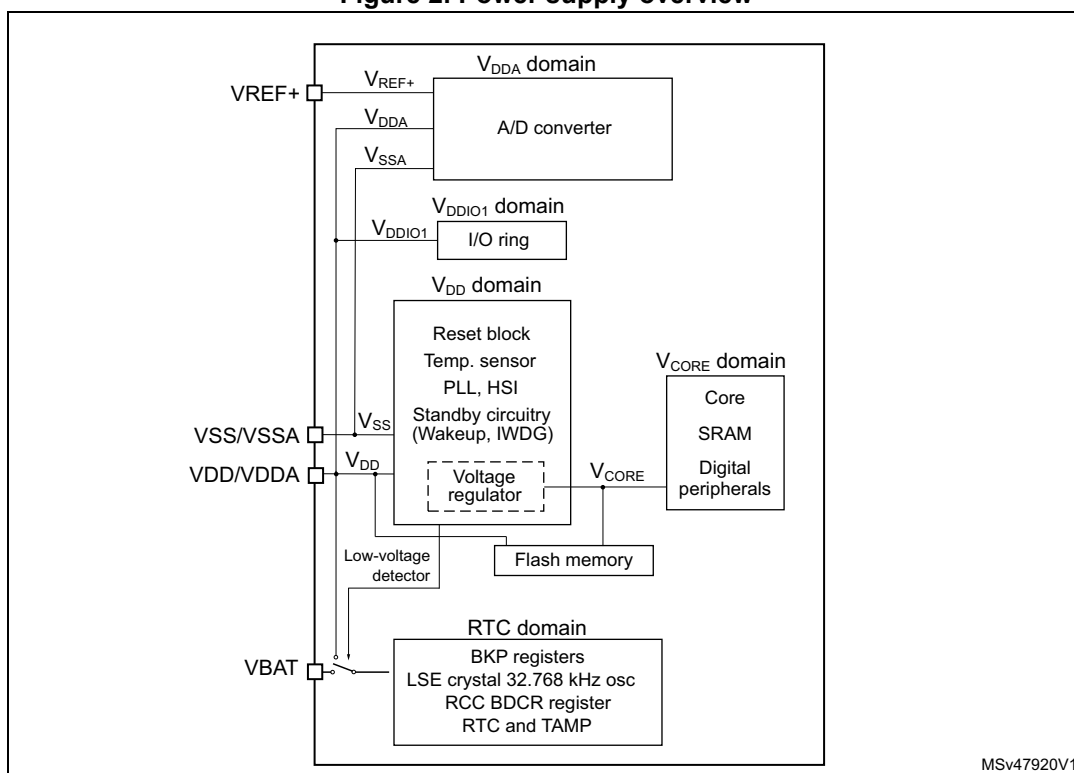 Figure 2. Power supply overview
VDDA domain
VREF+
VREF+
VDDA
A/D converter
VSSA
VDDIO1 domain
VDDIO1
I/O ring
VDD domain
Reset block
Temp. sensor
PLL, HSI
Standby circuitry
(Wakeup, IWDG)
Voltage
regulator
VCORE domain
Core
SRAM
Digital
peripherals
VSS/VSSA
VSS
VDD/VDDA
VDD
VCORE
Flash memory
Low-voltage
detector
RTC domain
VBAT
BKP registers
LSE crystal 32.768 kHz osc
RCC BDCR register
RTC and TAMP
MSv47920V1